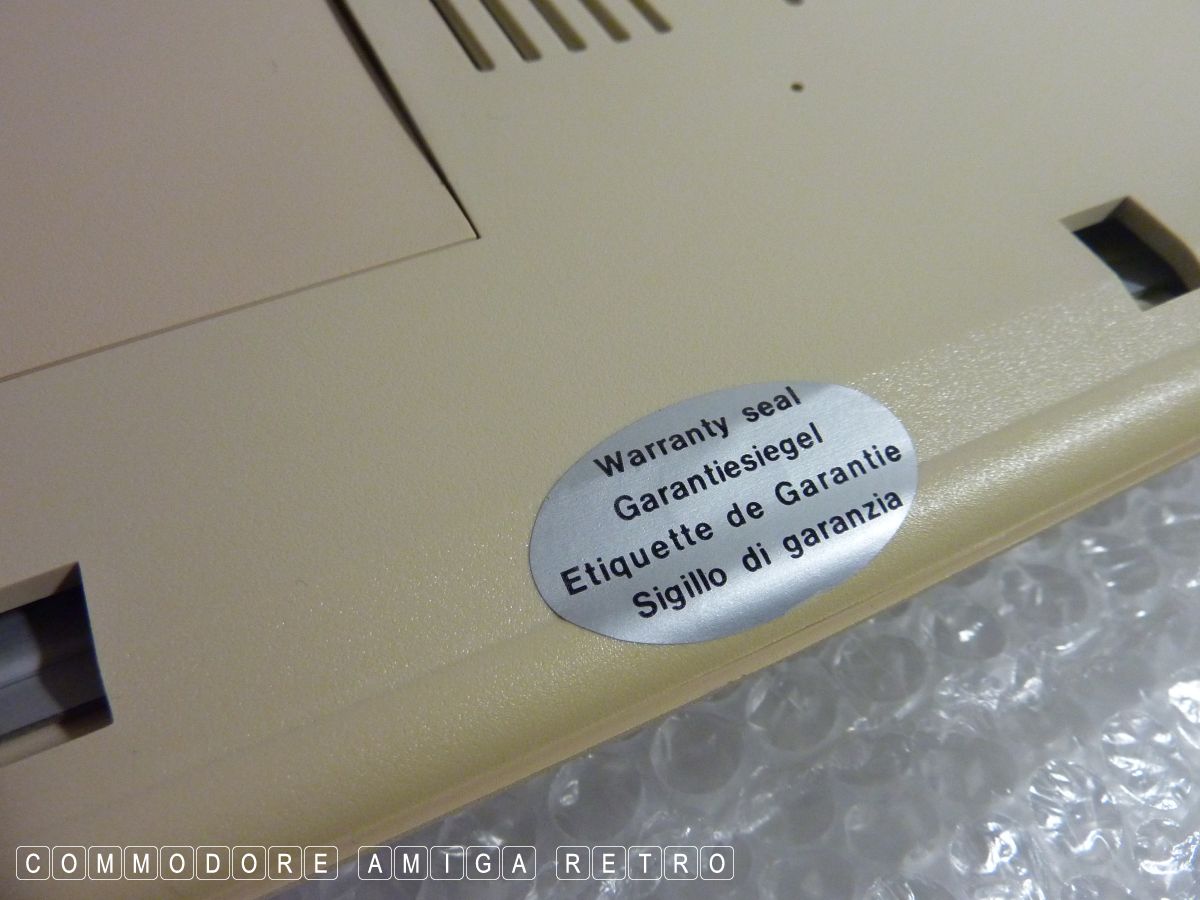 Warranty seal
Garantiesiegel
Etiquette de Garantie
Sigillo di garanzia
COMMODORE AMIGA RETRO